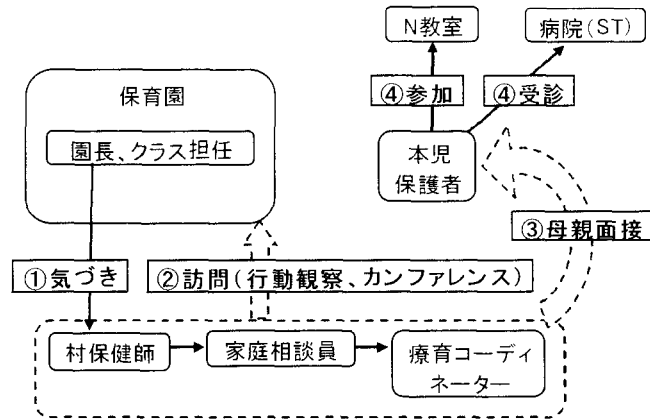 N教室
病院(ST)
保育園
④参加
④受診
園長、クラス担任
本児
保護者
③母親面接
①気づき
②訪問(行動観察、カンファレンス)
村保健師
家庭相談員
療育コーディ
ネーター